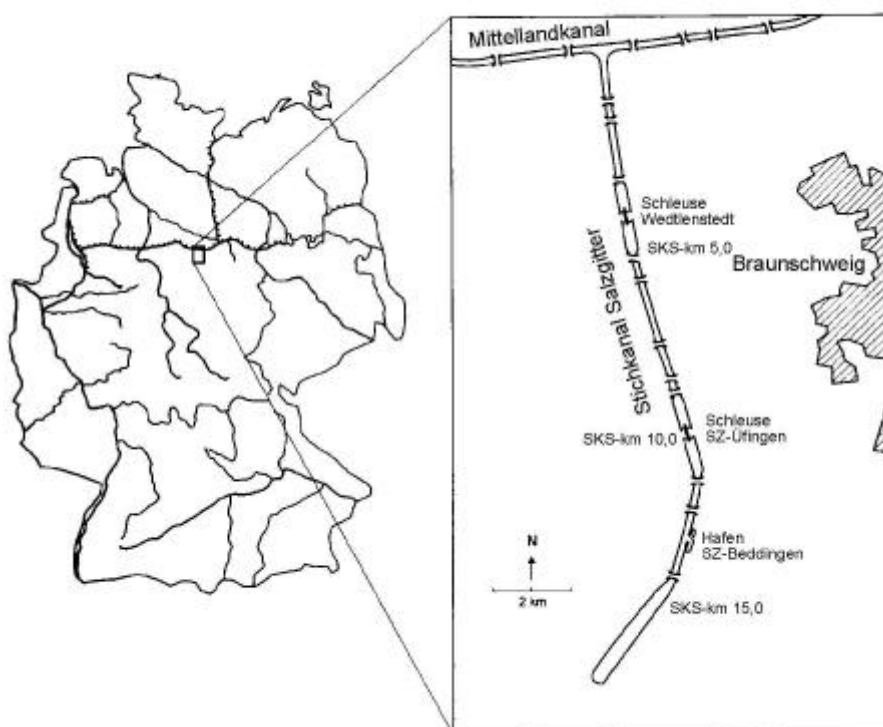 Mittellandkanal
Schleuse
Wedtlenstedt
SKS-km 5,0
Braunschweig
Stichkanal Salzgitter
Schleuse
SZ-Üfingen
SKS-km 10,0
Hafen
SZ-Beddingen
N
2 km
SKS-km 15,0